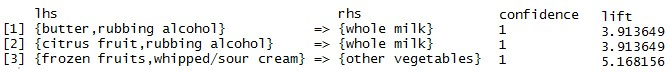 lhs rhs confidence lift
[1] {butter,rubbing alcohol} => {whole milk} 1 3.913649
[2] {citrus fruit,rubbing alcohol} => {whole milk} 1 3.913649
[3] {frozen fruits,whipped/sour cream} => {other vegetables} 1 5.168156